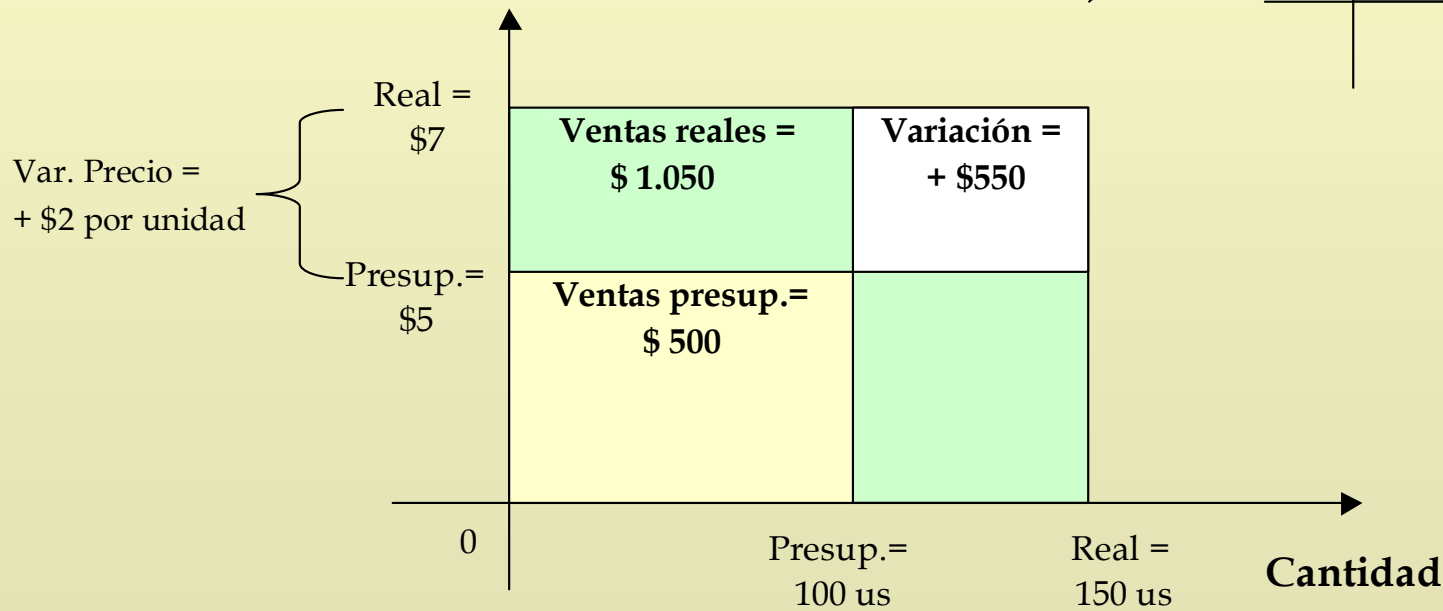 Real =
$7
Var. Precio =
+ $2 por unidad
Presup.=
$5
Ventas reales =
$ 1.050
Variación =
+ $550
Ventas presup.=
$ 500
0
Presup.=
100 us
Real =
150 us
Cantidad